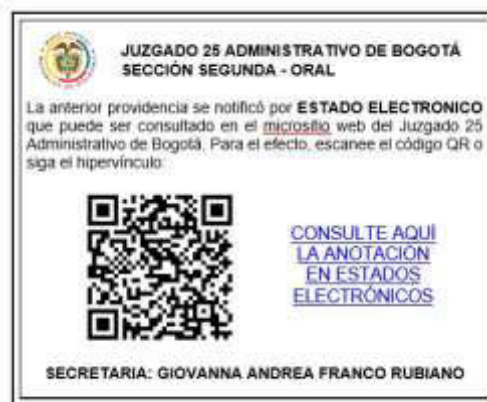 JUZGADO 25 ADMINISTRATIVO DE BOGOTÁ
SECCIÓN SEGUNDA - ORAL
La anterior providencia se notificó por ESTADO ELECTRONICO
que puede ser consultado en el micrositio web del Juzgado 25
Administrativo de Bogotá. Para el efecto, escanee el código QR o
siga el hipervínculo:
CONSULTE AQUÍ
LA ANOTACIÓN
EN ESTADOS
ELECTRÓNICOS
SECRETARIA: GIOVANNA ANDREA FRANCO RUBIANO